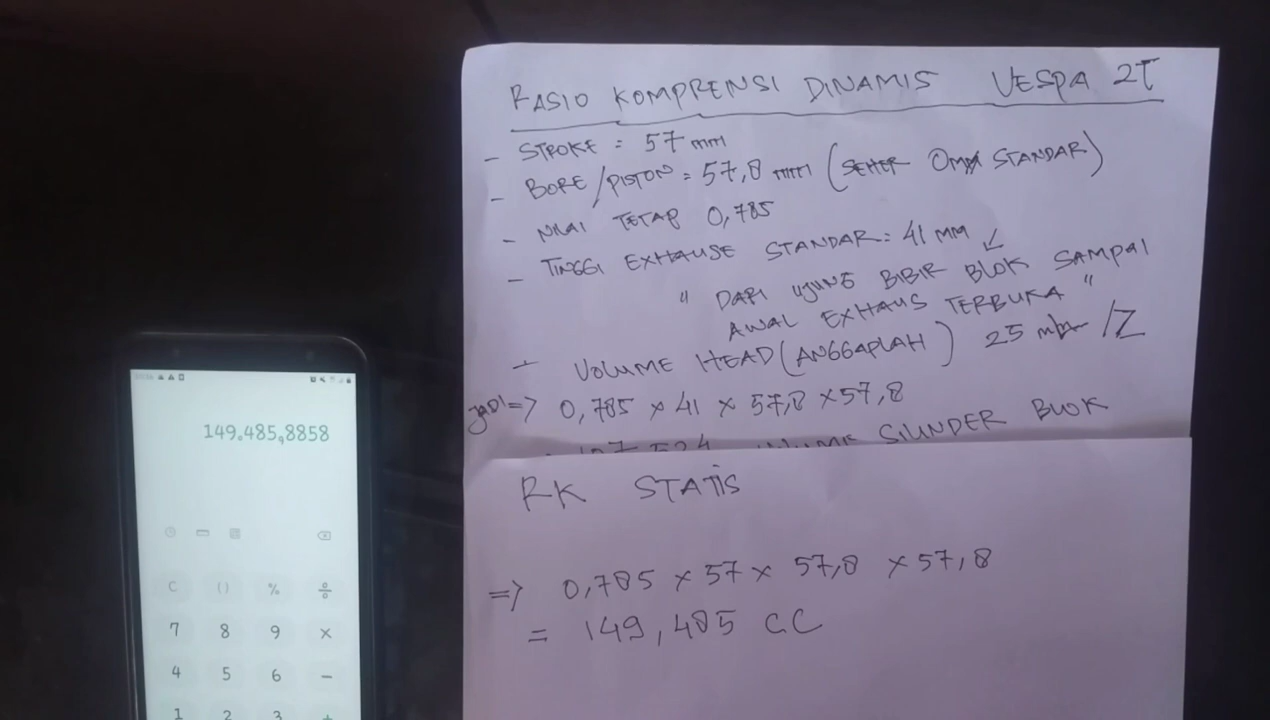 149.485,8858
C
()
%
÷
7
8
9
×
4
5
6
−
1
2
3
+
RASIO KOMPRENSI DINAMIS VESPA 2T
- STROKE = 57 mm
- BORE/PISTON = 57,8 mm (SEHER STANDAR)
- NILAI TETAP 0,785
- TINGGI EXHAUSE STANDAR = 41 MM
" DARI UJUNG BIBIR BLOK SAMPAI
AWAL EXHAUS TERBUKA "
- VOLUME HEAD (ANGGAPLAH) 25
JADI => 0,785 × 41 × 57,8 × 57,8
SILINDER BLOK
RK STATIS
=> 0,785 × 57 × 57,8 × 57,8
= 149,485 CC